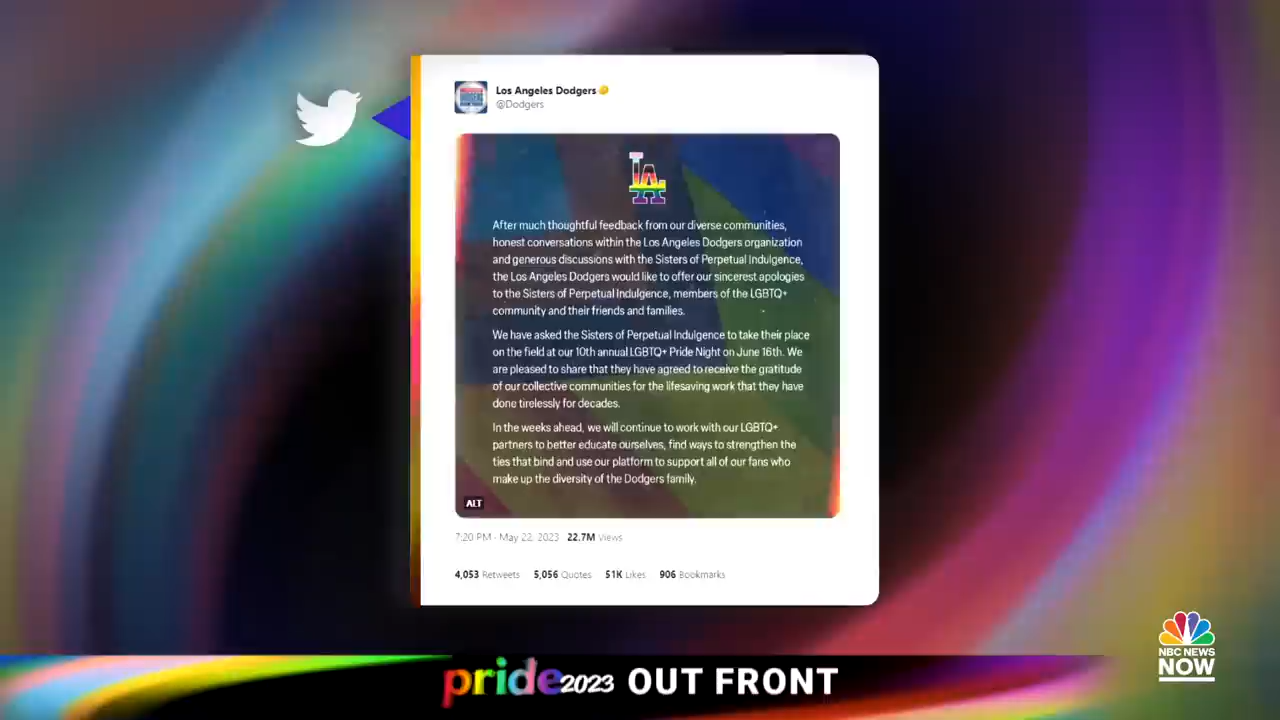 Los Angeles Dodgers
@Dodgers
LA
After much thoughtful feedback from our diverse communities,
honest conversations within the Los Angeles Dodgers organization
and generous discussions with the Sisters of Perpetual Indulgence,
the Los Angeles Dodgers would like to offer our sincerest apologies
to the Sisters of Perpetual Indulgence, members of the LGBTQ+
community and their friends and families.
We have asked the Sisters of Perpetual Indulgence to take their place
on the field at our 10th annual LGBTQ+ Pride Night on June 16th. We
are pleased to share that they have agreed to receive the gratitude
of our collective communities for the lifesaving work that they have
done tirelessly for decades.
In the weeks ahead, we will continue to work with our LGBTQ+
partners to better educate ourselves, find ways to strengthen the
ties that bind and use our platform to support all of our fans who
make up the diversity of the Dodgers family.
ALT
7:20 PM · May 22, 2023 22.7M Views
4,053 Retweets 5,056 Quotes 51K Likes 906 Bookmarks
NBC NEWS
NOW
pride 2023 OUT FRONT